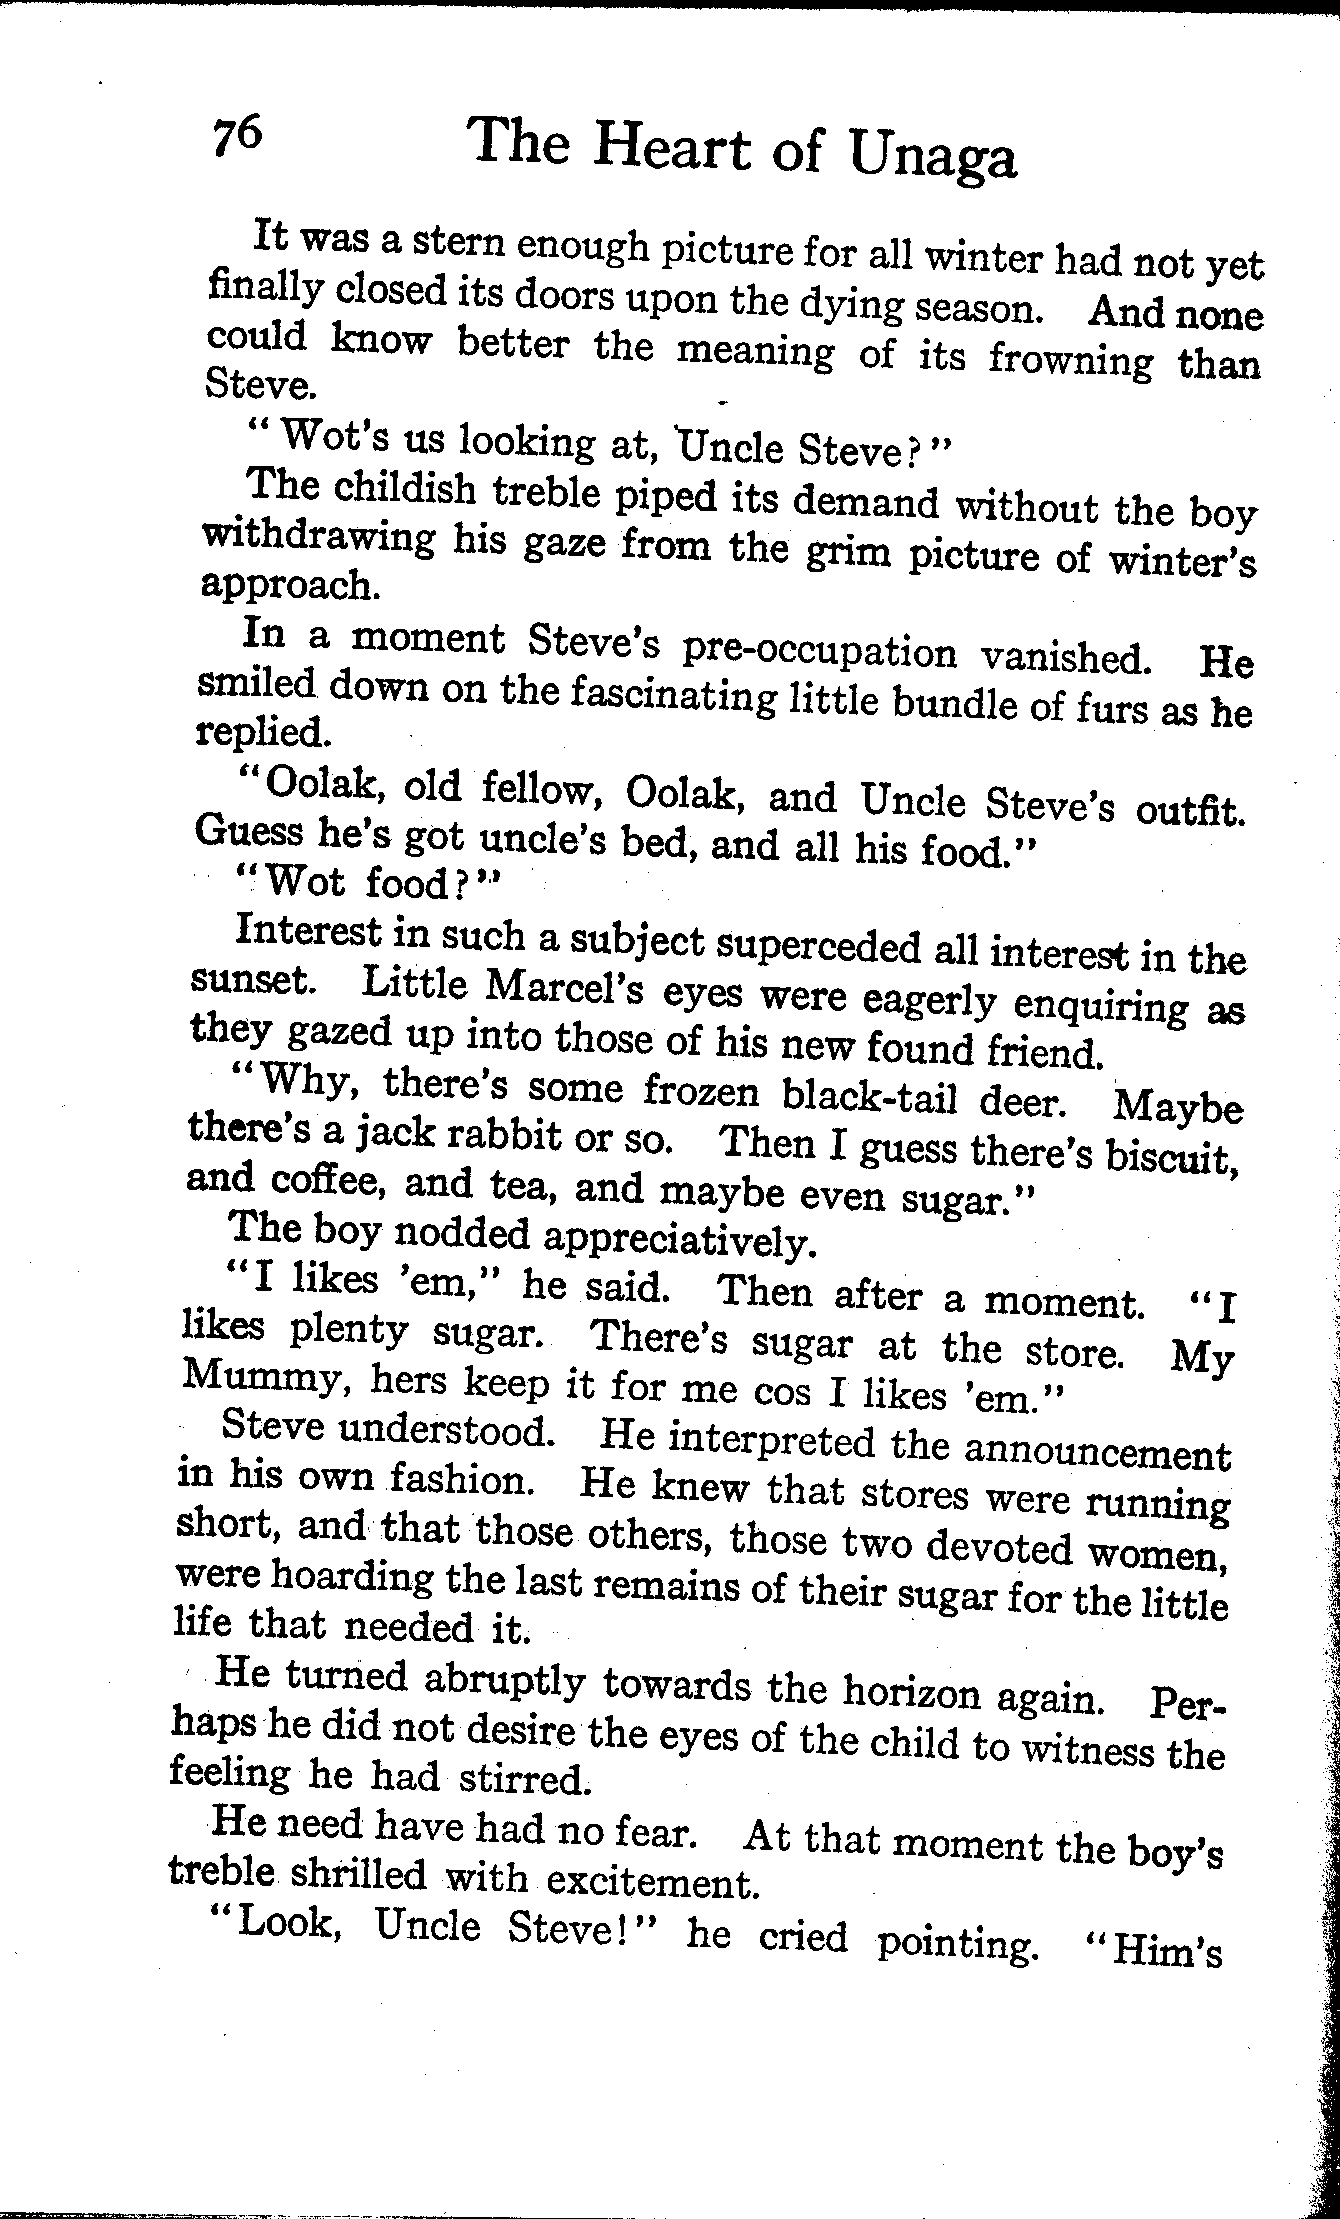 76 The Heart of Unaga
It was a stern enough picture for all winter had not yet
finally closed its doors upon the dying season. And none
could know better the meaning of its frowning than
Steve.
"Wot's us looking at, Uncle Steve?"
The childish treble piped its demand without the boy
withdrawing his gaze from the grim picture of winter's
approach.
In a moment Steve's pre-occupation vanished. He
smiled down on the fascinating little bundle of furs as he
replied.
"Oolak, old fellow, Oolak, and Uncle Steve's outfit.
Guess he's got uncle's bed, and all his food."
"Wot food?"
Interest in such a subject superceded all interest in the
sunset. Little Marcel's eyes were eagerly enquiring as
they gazed up into those of his new found friend.
"Why, there's some frozen black-tail deer. Maybe
there's a jack rabbit or so. Then I guess there's biscuit,
and coffee, and tea, and maybe even sugar."
The boy nodded appreciatively.
"I likes 'em," he said. Then after a moment. "I
likes plenty sugar. There's sugar at the store. My
Mummy, hers keep it for me cos I likes 'em."
Steve understood. He interpreted the announcement
in his own fashion. He knew that stores were running
short, and that those others, those two devoted women,
were hoarding the last remains of their sugar for the little
life that needed it.
He turned abruptly towards the horizon again. Per-
haps he did not desire the eyes of the child to witness the
feeling he had stirred.
He need have had no fear. At that moment the boy's
treble shrilled with excitement.
"Look, Uncle Steve!" he cried pointing. "Him's